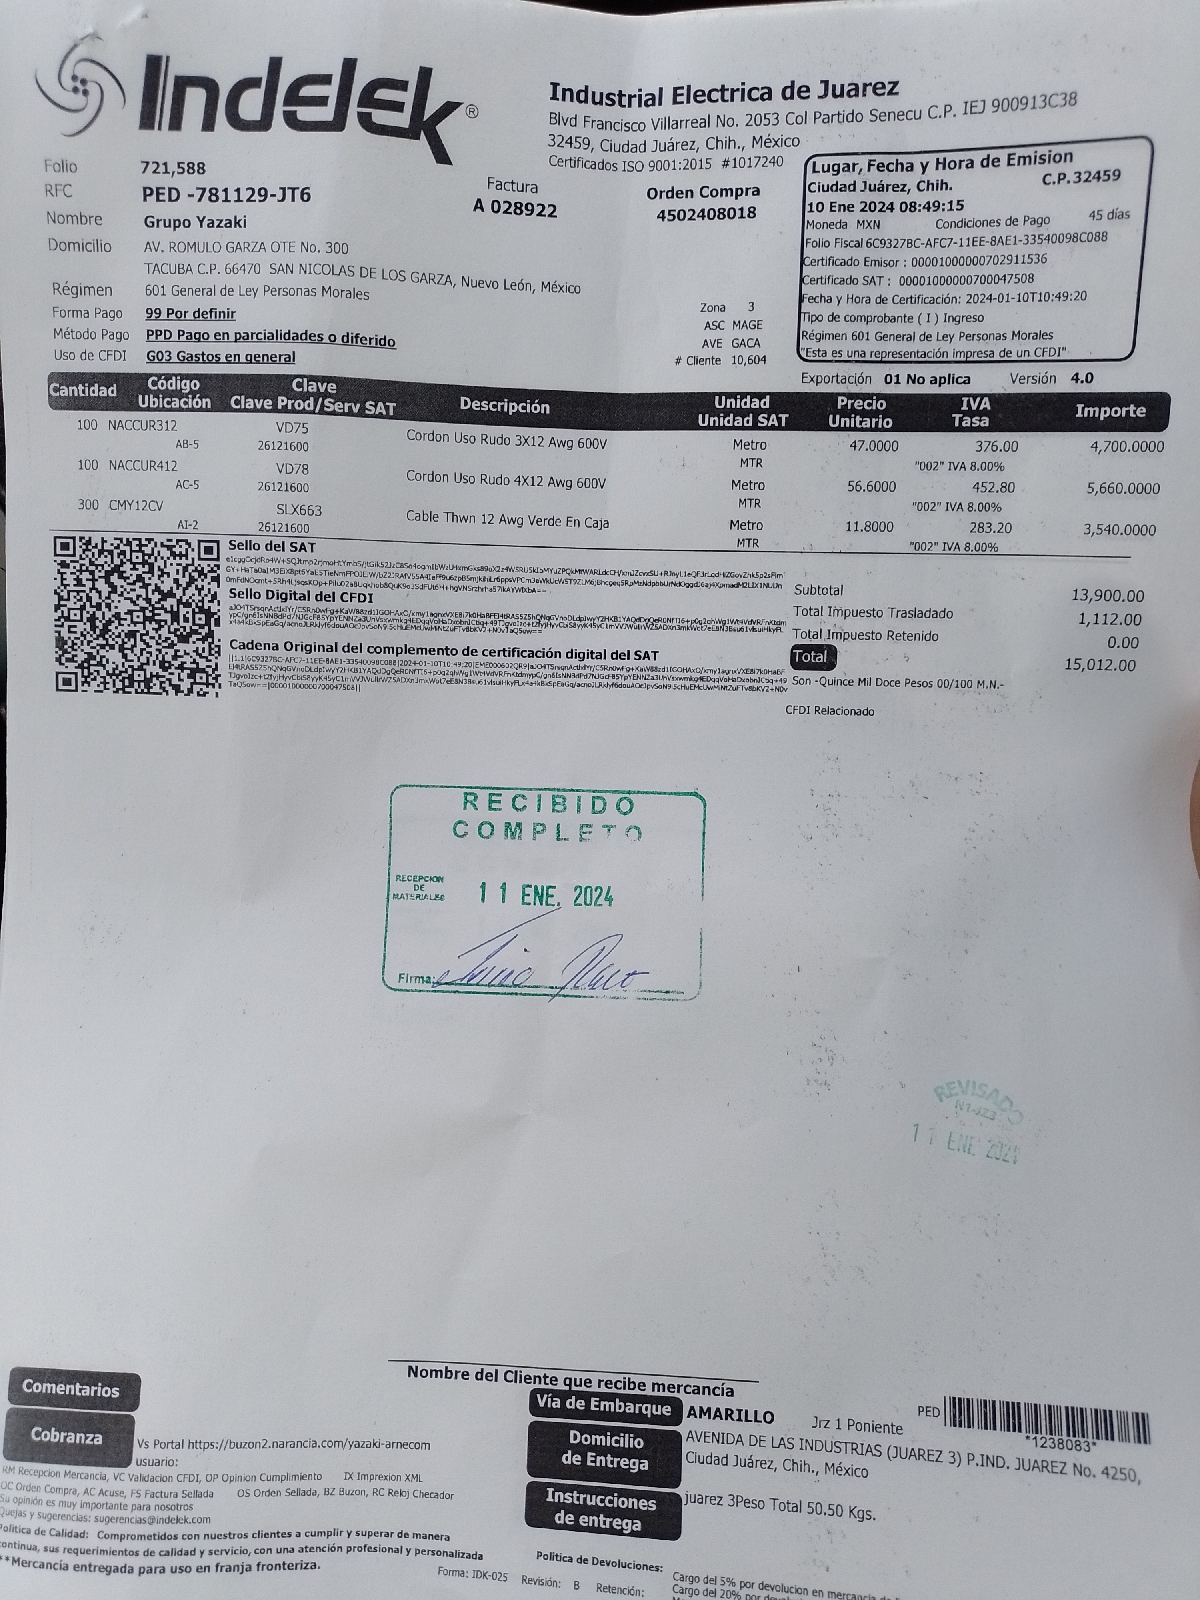 Indelek®
Industrial Electrica de Juarez
Blvd Francisco Villarreal No. 2053 Col Partido Senecu C.P. IEJ 900913C38
32459, Ciudad Juárez, Chih., México
Certificados ISO 9001:2015 #1017240
Folio 721,588
RFC PED -781129-JT6
Nombre Grupo Yazaki
Domicilio AV. ROMULO GARZA OTE No. 300
TACUBA C.P. 66470 SAN NICOLAS DE LOS GARZA, Nuevo León, México
Régimen 601 General de Ley Personas Morales
Forma Pago 99 Por definir
Método Pago PPD Pago en parcialidades o diferido
Uso de CFDI G03 Gastos en general
Factura
A 028922
Orden Compra
4502408018
Zona 3
ASC MAGE
AVE GACA
# Cliente 10,604
Lugar, Fecha y Hora de Emision
Ciudad Juárez, Chih. C.P. 32459
10 Ene 2024 08:49:15
Moneda MXN Condiciones de Pago 45 días
Folio Fiscal 6C9327BC-AFC7-11EE-8AE1-33540098C088
Certificado Emisor : 00001000000702911536
Certificado SAT : 00001000000700047508
Fecha y Hora de Certificación: 2024-01-10T10:49:20
Tipo de comprobante ( I ) Ingreso
Régimen 601 General de Ley Personas Morales
"Esta es una representación impresa de un CFDI"
Exportación 01 No aplica Versión 4.0
Cantidad Código Ubicación Clave Clave Prod/Serv SAT Descripción Unidad Unidad SAT Precio Unitario IVA Tasa Importe
100 NACCUR312 VD75 Cordon Uso Rudo 3X12 Awg 600V Metro 47.0000 376.00 4,700.0000
AB-5 26121600 MTR "002" IVA 8.00%
100 NACCUR412 VD78 Cordon Uso Rudo 4X12 Awg 600V Metro 56.6000 452.80 5,660.0000
AC-5 26121600 MTR "002" IVA 8.00%
300 CMY12CV SLX663 Cable Thwn 12 Awg Verde En Caja Metro 11.8000 283.20 3,540.0000
AI-2 26121600 MTR "002" IVA 8.00%
Sello del SAT
Sello Digital del CFDI
Cadena Original del complemento de certificación digital del SAT
Subtotal 13,900.00
Total Impuesto Trasladado 1,112.00
Total Impuesto Retenido 0.00
Total 15,012.00
Son -Quince Mil Doce Pesos 00/100 M.N.-
CFDI Relacionado
RECIBIDO
COMPLETO
RECEPCION
DE
MATERIALES
11 ENE. 2024
Firma:
REVISADO
11 ENE 2024
Nombre del Cliente que recibe mercancía
Comentarios
Cobranza
Vs Portal https://buzon2.narancia.com/yazaki-arnecom
usuario:
RM Recepcion Mercancia, VC Validacion CFDI, OP Opinion Cumplimiento IX Imprexion XML
OC Orden Compra, AC Acuse, FS Factura Sellada OS Orden Sellada, BZ Buzon, RC Reloj Checador
Su opinión es muy importante para nosotros
Quejas y sugerencias: sugerencias@indelek.com
Politica de Calidad: Comprometidos con nuestros clientes a cumplir y superar de manera
continua, sus requerimientos de calidad y servicio, con una atención profesional y personalizada
**Mercancía entregada para uso en franja fronteriza.
Forma: IDK-025 Revisión: B Retención:
Vía de Embarque AMARILLO Jrz 1 Poniente
PED
*1238083*
Domicilio de Entrega
AVENIDA DE LAS INDUSTRIAS (JUAREZ 3) P.IND. JUAREZ No. 4250,
Ciudad Juárez, Chih., México
Instrucciones de entrega
juarez 3Peso Total 50.50 Kgs.
Política de Devoluciones:
Cargo del 5% por devolucion en mercancia
Cargo del 20% por